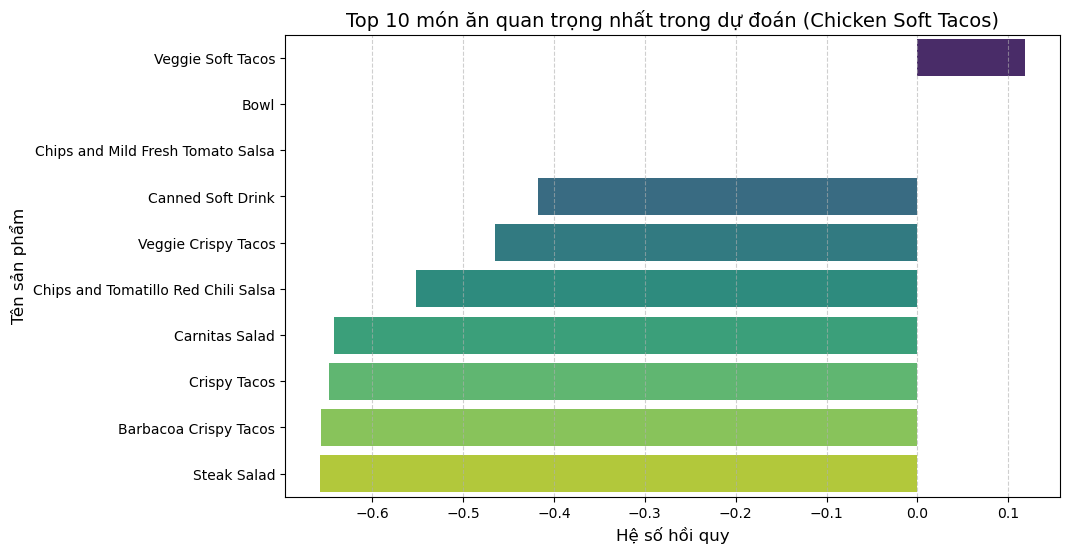 Top 10 món ăn quan trọng nhất trong dự đoán (Chicken Soft Tacos)
Tên sản phẩm
Veggie Soft Tacos
Bowl
Chips and Mild Fresh Tomato Salsa
Canned Soft Drink
Veggie Crispy Tacos
Chips and Tomatillo Red Chili Salsa
Carnitas Salad
Crispy Tacos
Barbacoa Crispy Tacos
Steak Salad
−0.6 −0.5 −0.4 −0.3 −0.2 −0.1 0.0 0.1
Hệ số hồi quy